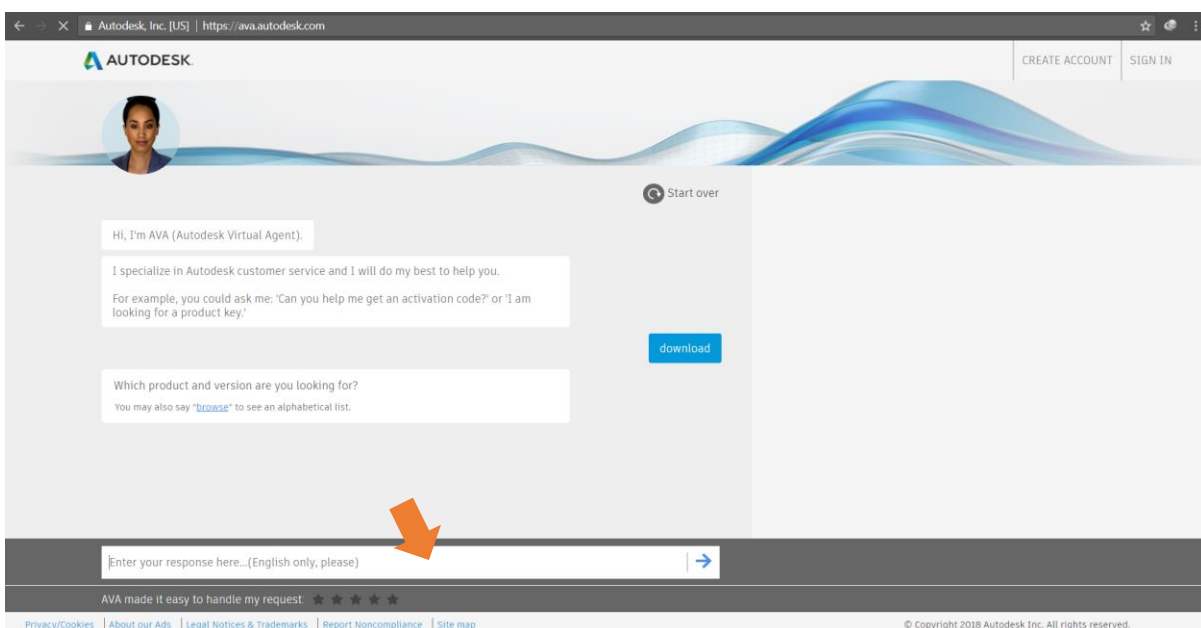 Autodesk, Inc. [US] | https://ava.autodesk.com
AUTODESK.
CREATE ACCOUNT
SIGN IN
Start over
Hi, I'm AVA (Autodesk Virtual Agent).
I specialize in Autodesk customer service and I will do my best to help you.
For example, you could ask me: 'Can you help me get an activation code?' or 'I am
looking for a product key.'
download
Which product and version are you looking for?
You may also say "browse" to see an alphabetical list.
Enter your response here...(English only, please)
AVA made it easy to handle my request:
Privacy/Cookies | About our Ads | Legal Notices & Trademarks | Report Noncompliance | Site map
© Copyright 2018 Autodesk Inc. All rights reserved.